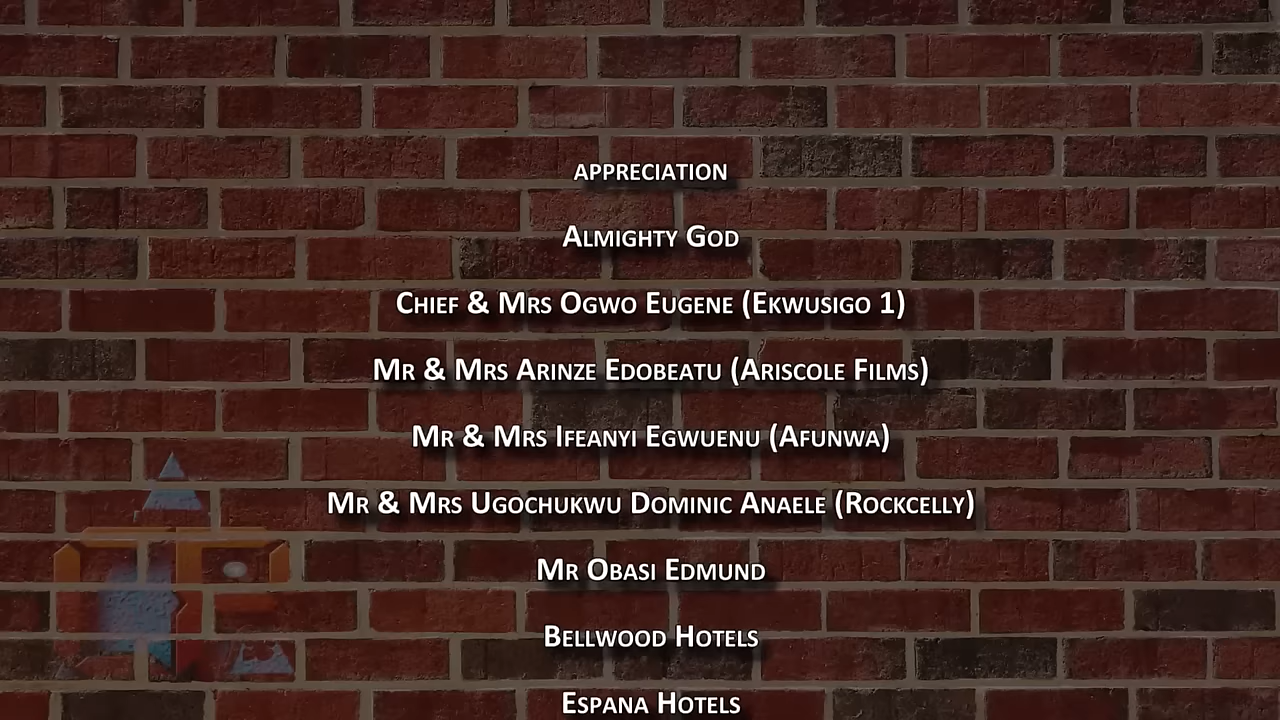 APPRECIATION
ALMIGHTY GOD
CHIEF & MRS OGWO EUGENE (EKWUSIGO 1)
MR & MRS ARINZE EDOBEATU (ARISCOLE FILMS)
MR & MRS IFEANYI EGWUENU (AFUNWA)
MR & MRS UGOCHUKWU DOMINIC ANAELE (ROCKCELLY)
MR OBASI EDMUND
BELLWOOD HOTELS
ESPANA HOTELS